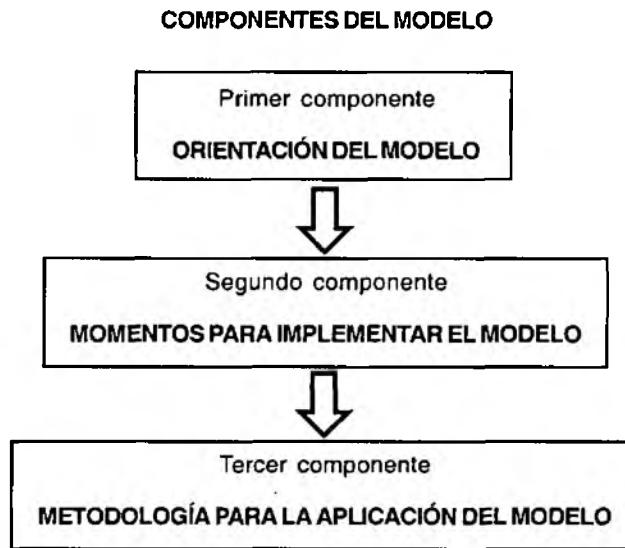 COMPONENTES DEL MODELO
Primer componente
ORIENTACIÓN DEL MODELO
Segundo componente
MOMENTOS PARA IMPLEMENTAR EL MODELO
Tercer componente
METODOLOGÍA PARA LA APLICACIÓN DEL MODELO